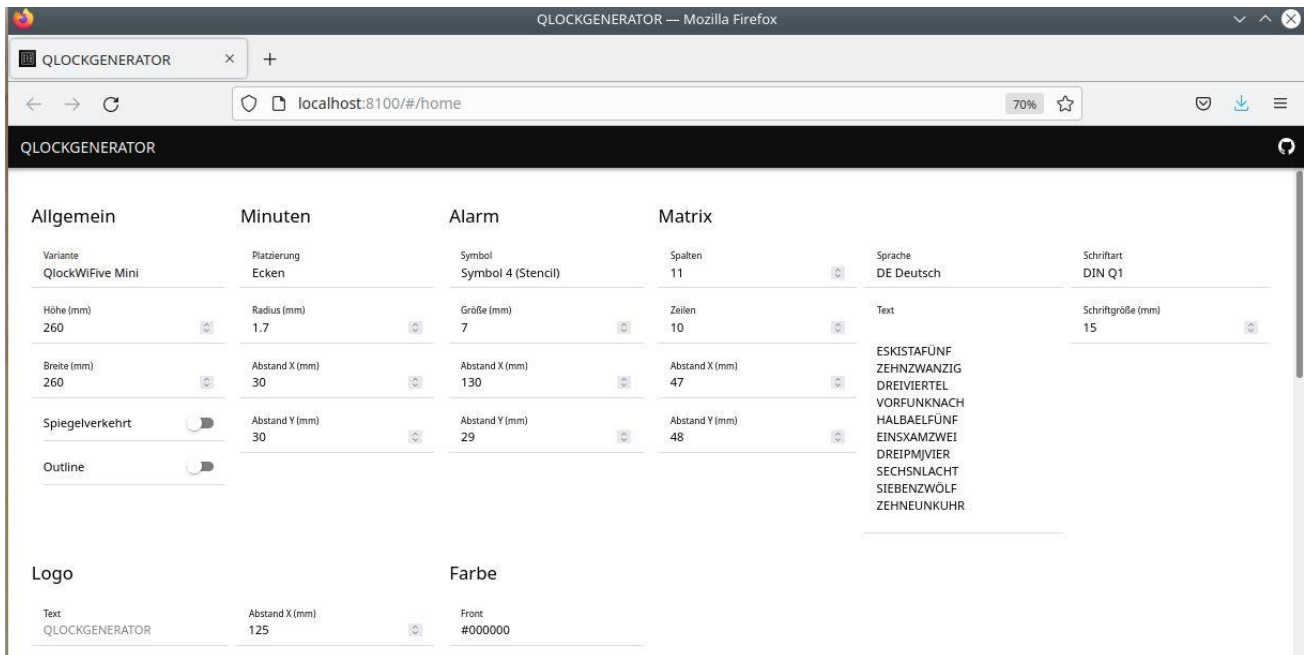 QLOCKGENERATOR — Mozilla Firefox
QLOCKGENERATOR
localhost:8100/#/home
70%
QLOCKGENERATOR
Allgemein
Minuten
Alarm
Matrix
Variante
Platzierung
Symbol
Spalten
Sprache
Schriftart
QlockWiFive Mini
Ecken
Symbol 4 (Stencil)
11
DE Deutsch
DIN Q1
Höhe (mm)
Radius (mm)
Größe (mm)
Zeilen
Text
Schriftgröße (mm)
260
1.7
7
10
15
ESKISTAFÜNF
ZEHNZWANZIG
DREIVIERTEL
VORFUNKNACH
HALBAELFÜNF
EINSXAMZWEI
DREIPMJVIER
SECHSNLACHT
SIEBENZWÖLF
ZEHNEUNKUHR
Breite (mm)
Abstand X (mm)
Abstand X (mm)
Abstand X (mm)
260
30
130
47
Spiegelverkehrt
Abstand Y (mm)
Abstand Y (mm)
Abstand Y (mm)
30
29
48
Outline
Logo
Farbe
Text
Abstand X (mm)
Front
QLOCKGENERATOR
125
#000000